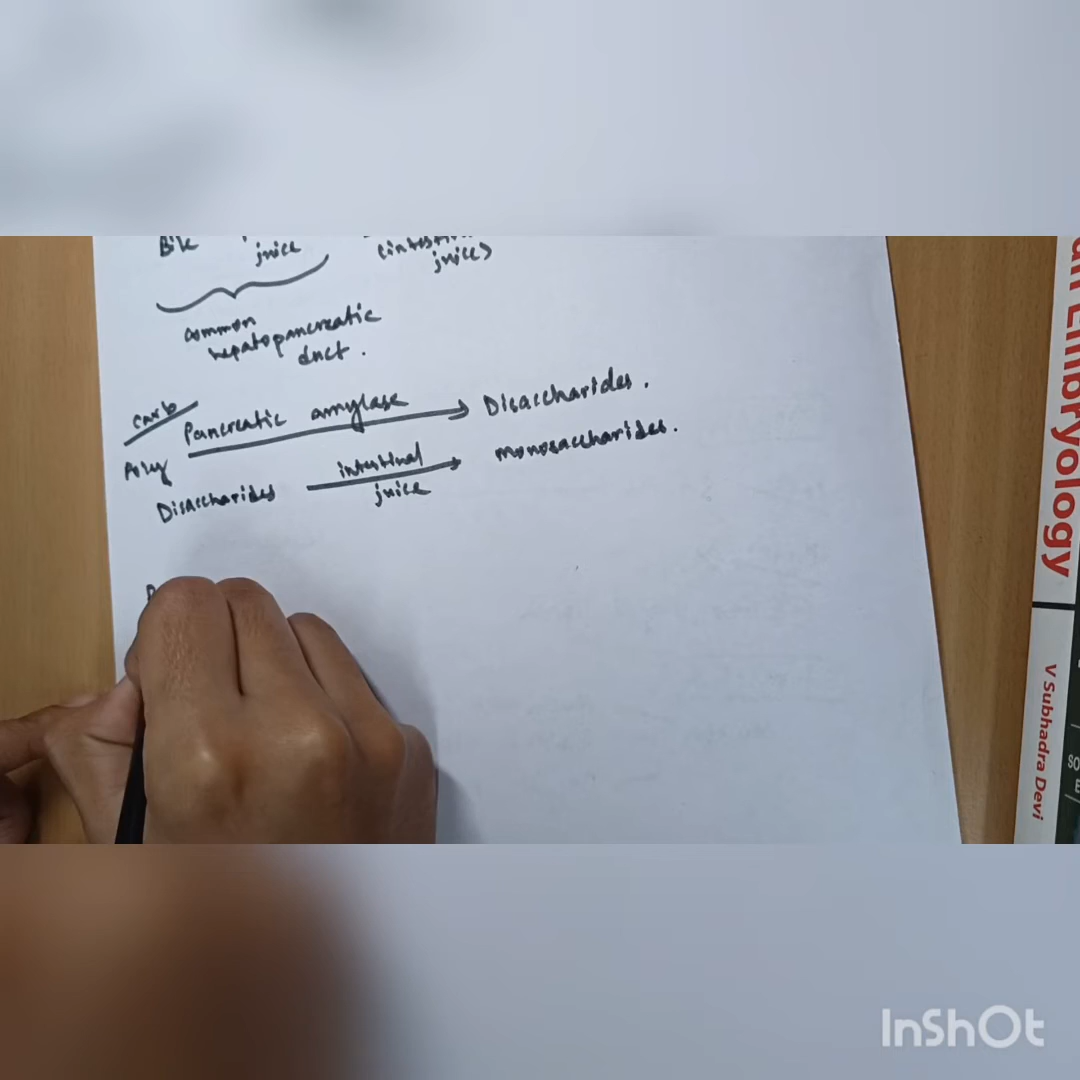 Bile
juice
juice)
common
hepatopancreatic
duct.
carb
Pancreatic amylase Disaccharides.
Poly
Disaccharides intestinal juice monosaccharides.
Embryology
V Subhadra Devi
InShOt